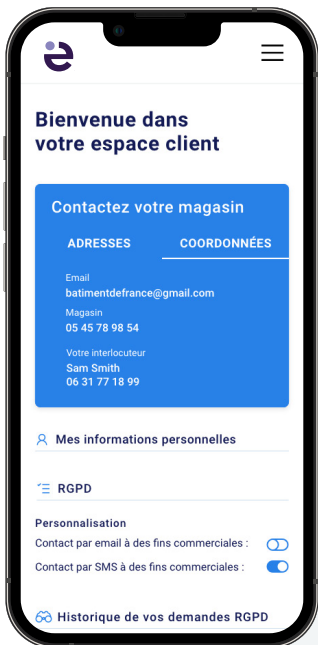 Bienvenue dans
votre espace client
Contactez votre magasin
ADRESSES COORDONNÉES
Email
batimentdefrance@gmail.com
Magasin
05 45 78 98 54
Votre interlocuteur
Sam Smith
06 31 77 18 99
Mes informations personnelles
RGPD
Personnalisation
Contact par email à des fins commerciales :
Contact par SMS à des fins commerciales :
Historique de vos demandes RGPD